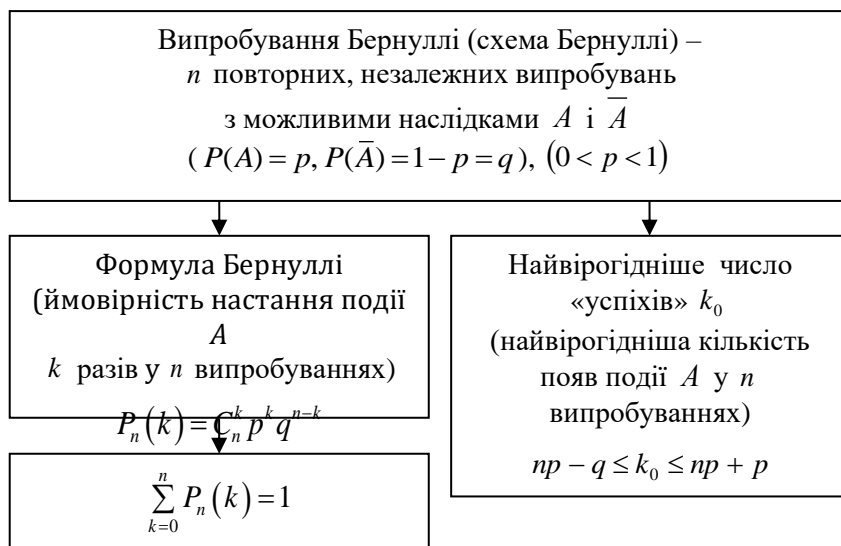 Випробування Бернуллі (схема Бернуллі) –
n повторних, незалежних випробувань
з можливими наслідками A і A̅
( P(A) = p, P(A̅) = 1 − p = q ), (0 < p < 1)
Формула Бернуллі
(ймовірність настання події
A
k разів у n випробуваннях)
Pₙ(k) = Cₙᵏ pᵏ qⁿ⁻ᵏ
n
∑ Pₙ(k) = 1
k=0
Найвірогідніше число
«успіхів» k₀
(найвірогідніша кількість
появ події A у n
випробуваннях)
np − q ≤ k₀ ≤ np + p